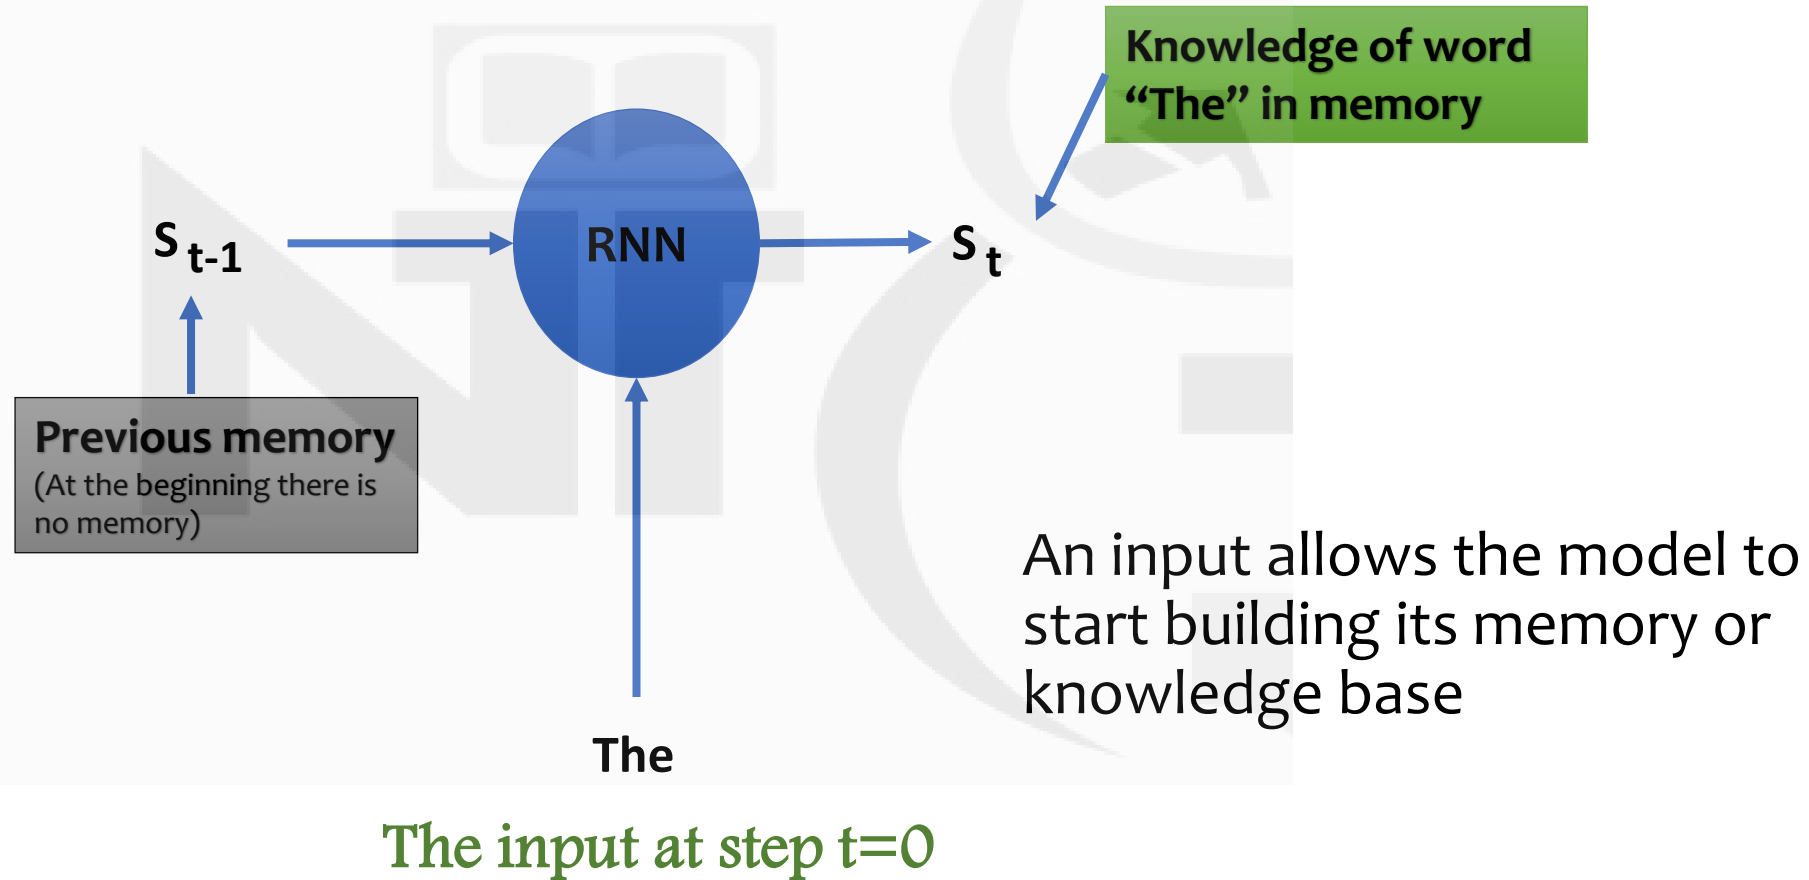 Knowledge of word
“The” in memory
S t-1
RNN
S t
Previous memory
(At the beginning there is
no memory)
An input allows the model to
start building its memory or
knowledge base
The
The input at step t=0